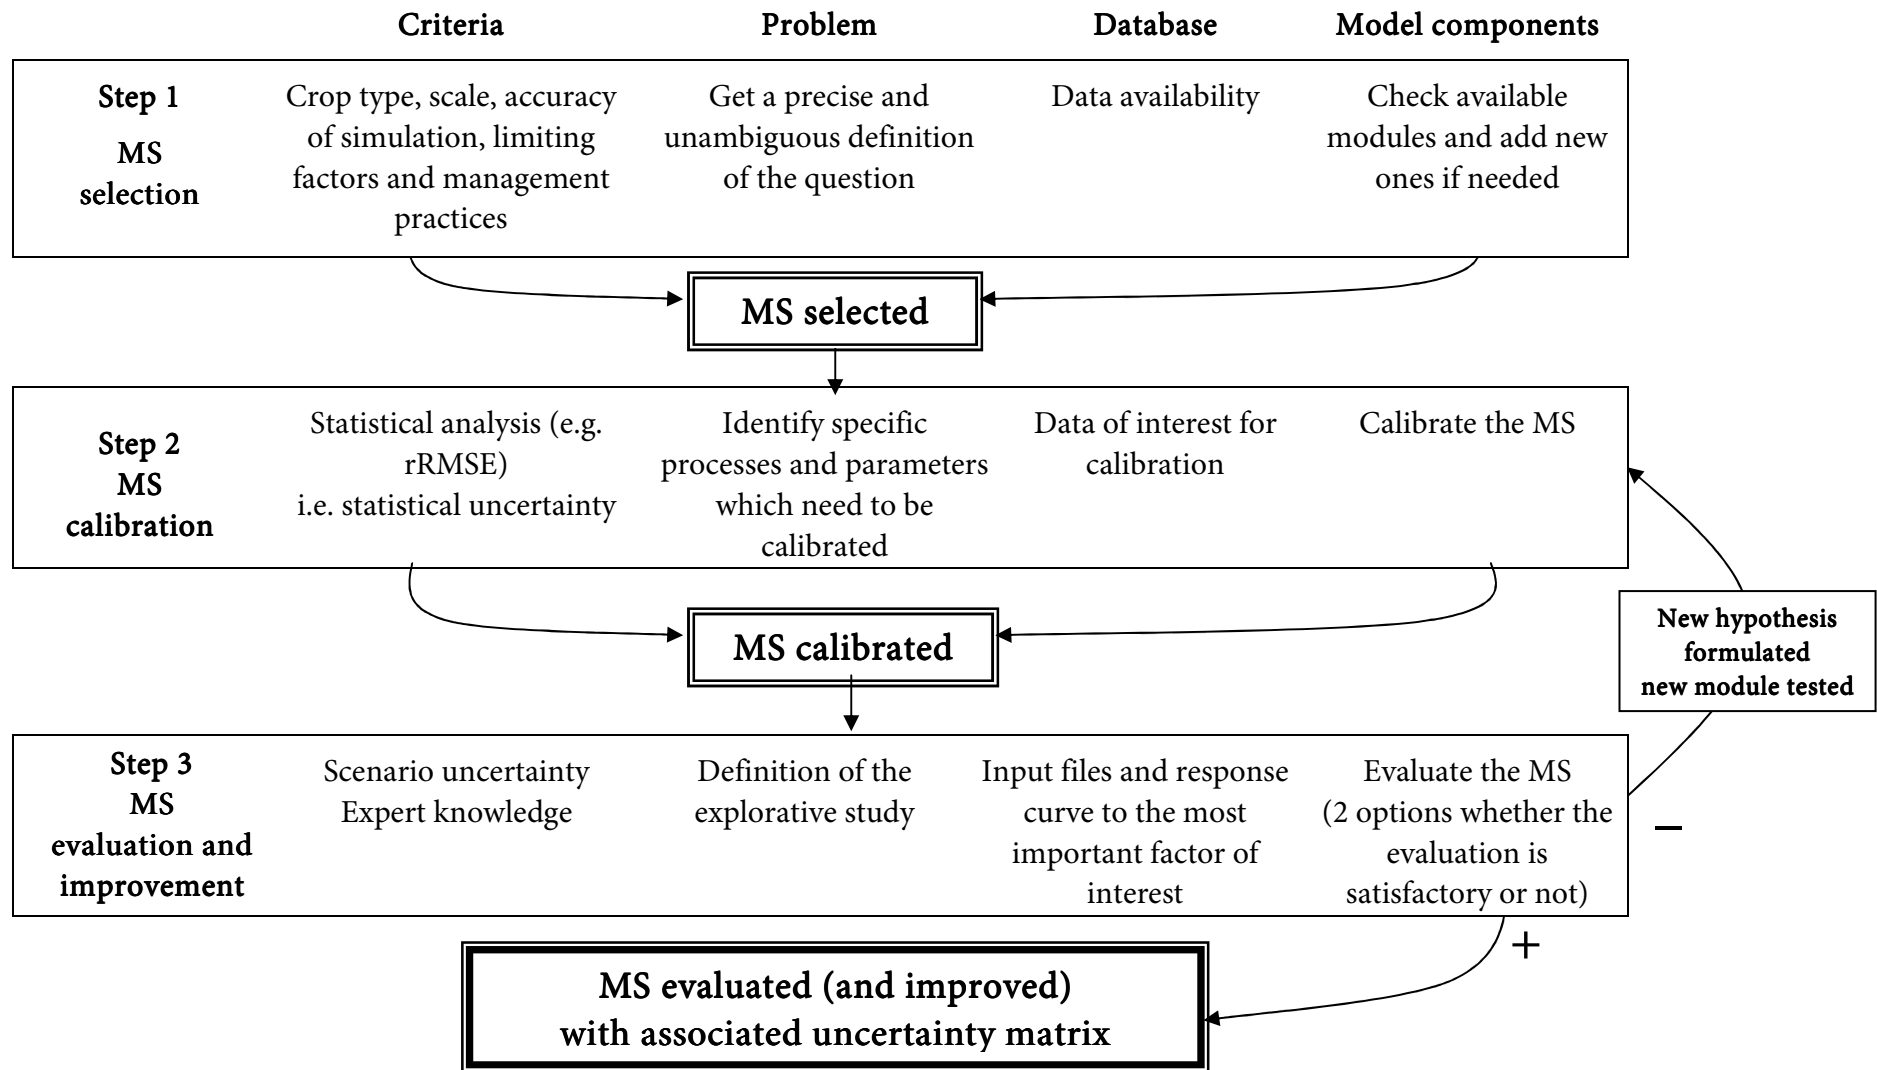 Criteria
Problem
Database
Model components
Step 1
MS
selection
Crop type, scale, accuracy
of simulation, limiting
factors and management
practices
Get a precise and
unambiguous definition
of the question
Data availability
Check available
modules and add new
ones if needed
MS selected
Step 2
MS
calibration
Statistical analysis (e.g.
rRMSE)
i.e. statistical uncertainty
Identify specific
processes and parameters
which need to be
calibrated
Data of interest for
calibration
Calibrate the MS
MS calibrated
New hypothesis
formulated
new module tested
Step 3
MS
evaluation and
improvement
Scenario uncertainty
Expert knowledge
Definition of the
explorative study
Input files and response
curve to the most
important factor of
interest
Evaluate the MS
(2 options whether the
evaluation is
satisfactory or not)
−
+
MS evaluated (and improved)
with associated uncertainty matrix